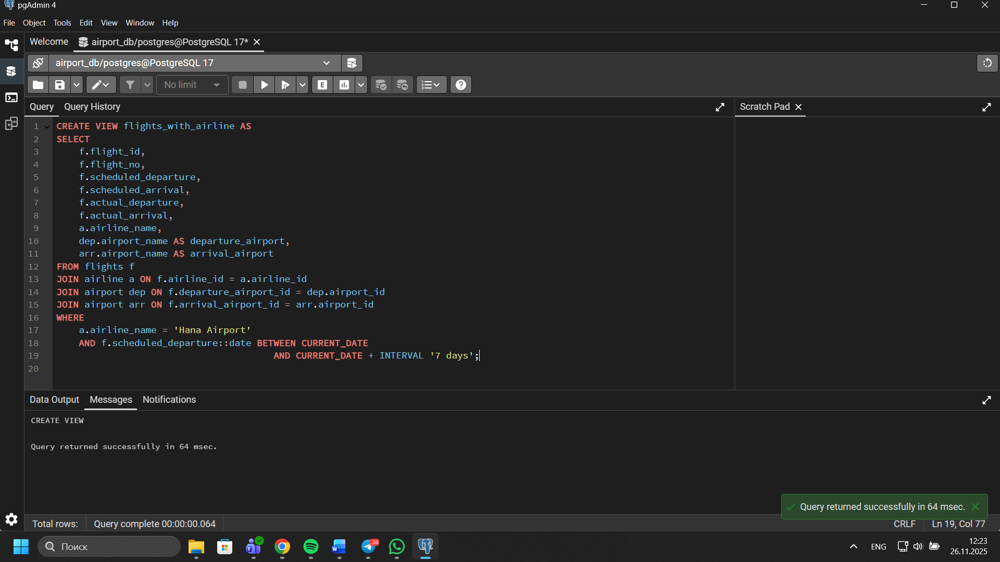 pgAdmin 4
File Object Tools Edit View Window Help
Welcome airport_db/postgres@PostgreSQL 17*
airport_db/postgres@PostgreSQL 17
No limit
E
Query Query History
Scratch Pad
1 CREATE VIEW flights_with_airline AS
2 SELECT
3 f.flight_id,
4 f.flight_no,
5 f.scheduled_departure,
6 f.scheduled_arrival,
7 f.actual_departure,
8 f.actual_arrival,
9 a.airline_name,
10 dep.airport_name AS departure_airport,
11 arr.airport_name AS arrival_airport
12 FROM flights f
13 JOIN airline a ON f.airline_id = a.airline_id
14 JOIN airport dep ON f.departure_airport_id = dep.airport_id
15 JOIN airport arr ON f.arrival_airport_id = arr.airport_id
16 WHERE
17 a.airline_name = 'Hana Airport'
18 AND f.scheduled_departure::date BETWEEN CURRENT_DATE
19 AND CURRENT_DATE + INTERVAL '7 days';
20
Data Output Messages Notifications
CREATE VIEW
Query returned successfully in 64 msec.
Query returned successfully in 64 msec.
Total rows: Query complete 00:00:00.064
CRLF Ln 19, Col 77
Поиск
.04
ENG
12:23
26.11.2025